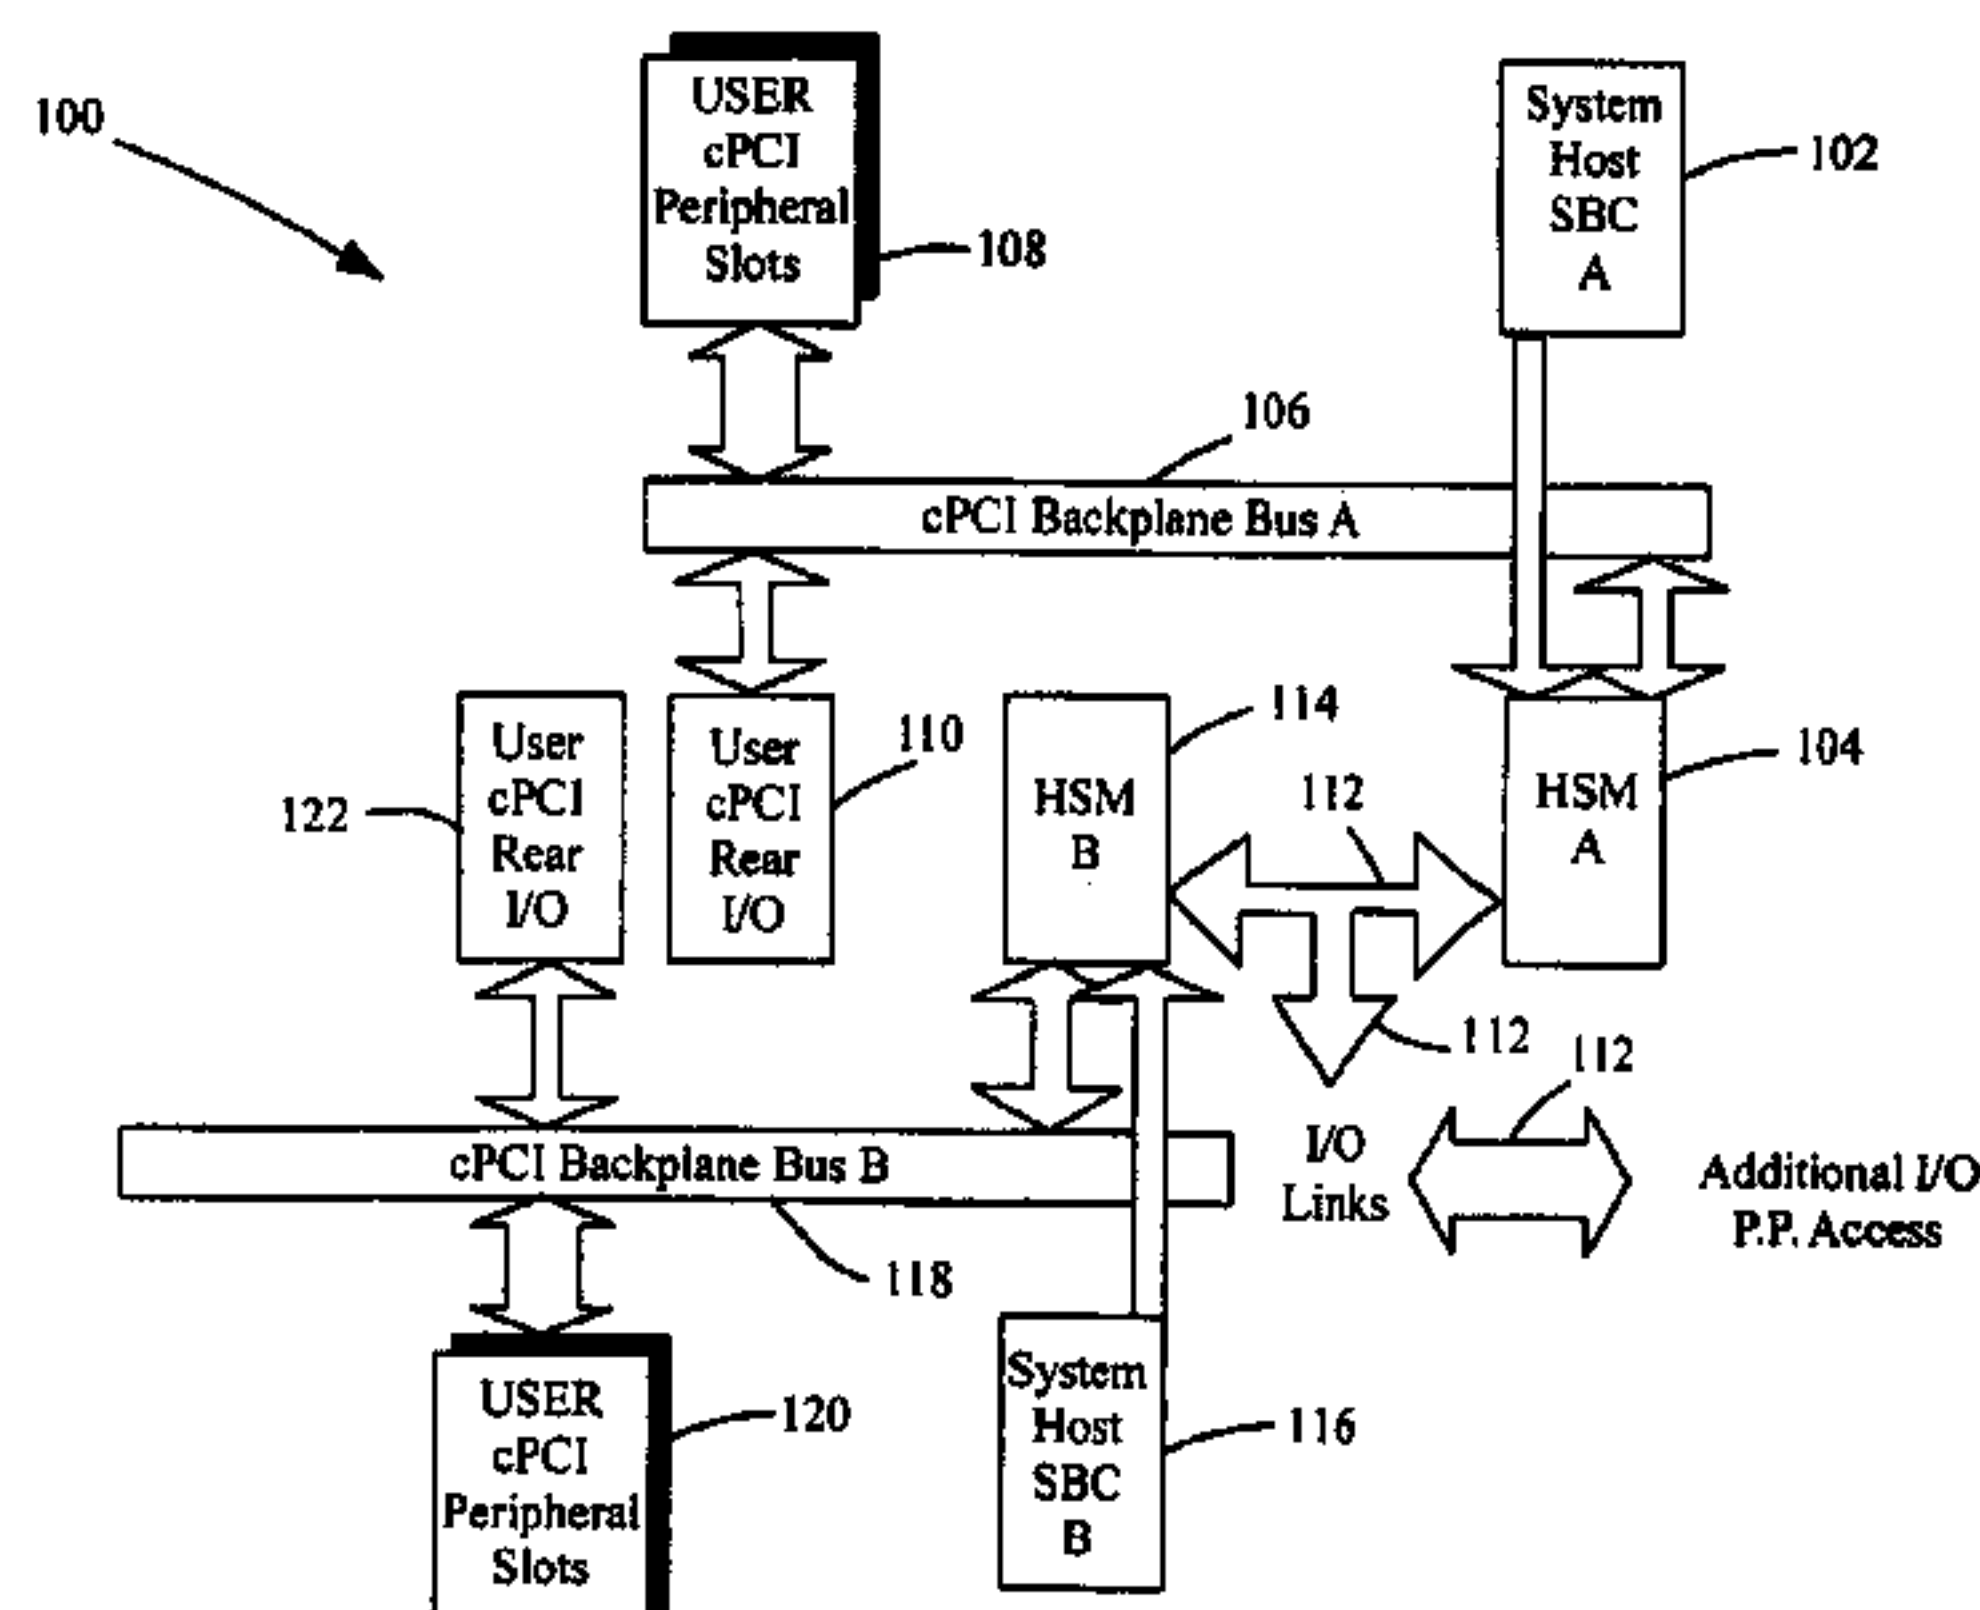 100
USER
cPCI
Peripheral
Slots
108
System
Host
SBC
A
102
106
cPCI Backplane Bus A
User
cPCI
Rear
I/O
122
User
cPCI
Rear
I/O
110
HSM
B
114
112
HSM
A
104
112
112
I/O
Links
Additional I/O
P.P. Access
cPCI Backplane Bus B
118
USER
cPCI
Peripheral
Slots
120
System
Host
SBC
B
116